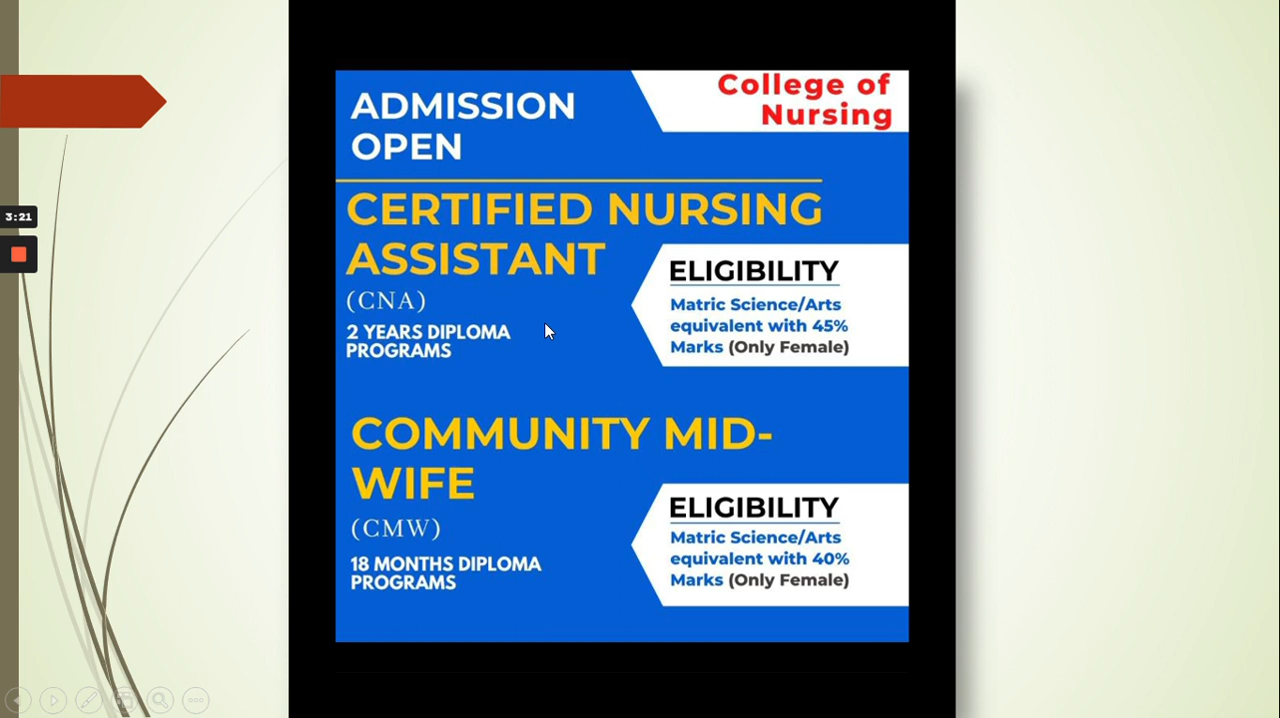 College of
Nursing
ADMISSION
OPEN
CERTIFIED NURSING
ASSISTANT
(CNA)
2 YEARS DIPLOMA
PROGRAMS
ELIGIBILITY
Matric Science/Arts
equivalent with 45%
Marks (Only Female)
COMMUNITY MID-
WIFE
(CMW)
18 MONTHS DIPLOMA
PROGRAMS
ELIGIBILITY
Matric Science/Arts
equivalent with 40%
Marks (Only Female)
3:21